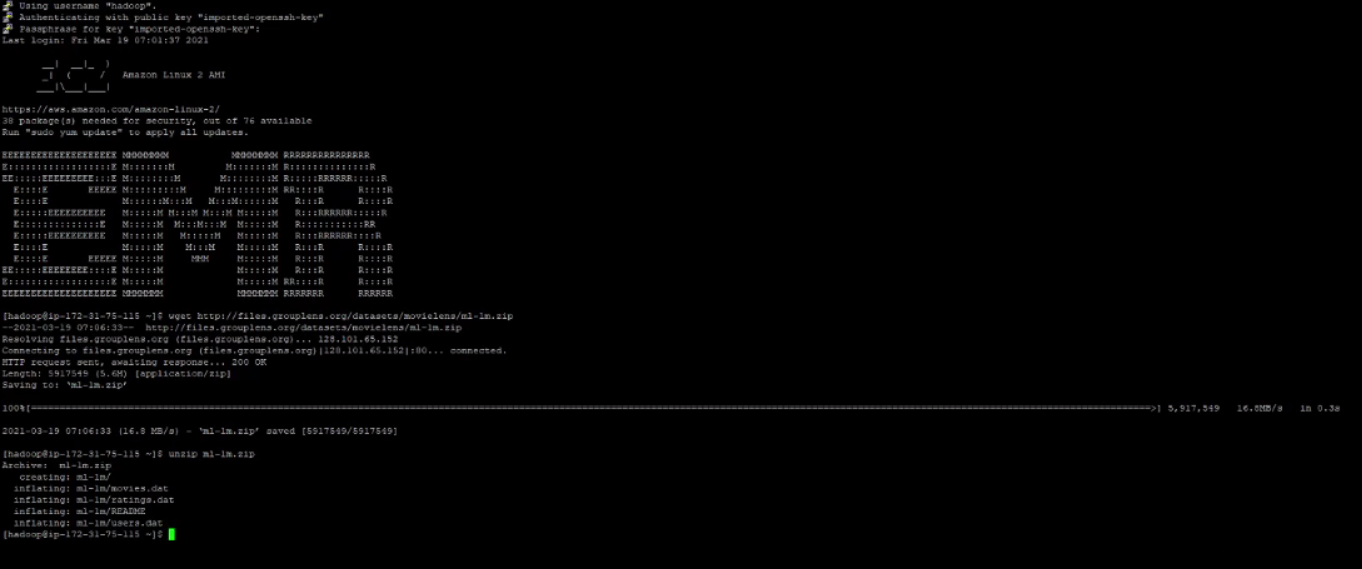 Using username "hadoop".
Authenticating with public key "imported-openssh-key"
Passphrase for key "imported-openssh-key":
Last login: Fri Mar 19 07:01:37 2021
__|  __|_  )
_|  (     /   Amazon Linux 2 AMI
___|\___|___|
https://aws.amazon.com/amazon-linux-2/
38 package(s) needed for security, out of 76 available
Run "sudo yum update" to apply all updates.
EEEEEEEEEEEEEEEEEEEE MMMMMMMM           MMMMMMMM RRRRRRRRRRRRRRR
E::::::::::::::::::E M:::::::M         M:::::::M R::::::::::::::R
EE:::::EEEEEEEEE:::E M::::::::M       M::::::::M R:::::RRRRRR:::::R
E::::E       EEEEE M:::::::::M     M:::::::::M RR::::R      R::::R
E::::E             M::::::M:::M   M:::M::::::M   R:::R      R::::R
E:::::EEEEEEEEEE   M:::::M M:::M M:::M M:::::M   R:::RRRRRR:::::R
E::::::::::::::E   M:::::M  M:::M:::M  M:::::M   R:::::::::::RR
E:::::EEEEEEEEEE   M:::::M   M:::::M   M:::::M   R:::RRRRRR::::R
E::::E             M:::::M    M:::M    M:::::M   R:::R      R::::R
E::::E       EEEEE M:::::M     MMM     M:::::M   R:::R      R::::R
EE:::::EEEEEEEE::::E M:::::M             M:::::M   R:::R      R::::R
E::::::::::::::::::E M:::::M             M:::::M RR::::R      R::::R
EEEEEEEEEEEEEEEEEEEE MMMMMMM             MMMMMMM RRRRRRR      RRRRRR
[hadoop@ip-172-31-75-115 ~]$ wget http://files.grouplens.org/datasets/movielens/ml-1m.zip
--2021-03-19 07:06:33--  http://files.grouplens.org/datasets/movielens/ml-1m.zip
Resolving files.grouplens.org (files.grouplens.org)... 128.101.65.152
Connecting to files.grouplens.org (files.grouplens.org)|128.101.65.152|:80... connected.
HTTP request sent, awaiting response... 200 OK
Length: 5917549 (5.6M) [application/zip]
Saving to: ‘ml-1m.zip’
100%[======================================>] 5,917,549   16.8MB/s   in 0.3s
2021-03-19 07:06:33 (16.8 MB/s) - ‘ml-1m.zip’ saved [5917549/5917549]
[hadoop@ip-172-31-75-115 ~]$ unzip ml-1m.zip
Archive:  ml-1m.zip
creating: ml-1m/
inflating: ml-1m/movies.dat
inflating: ml-1m/ratings.dat
inflating: ml-1m/README
inflating: ml-1m/users.dat
[hadoop@ip-172-31-75-115 ~]$